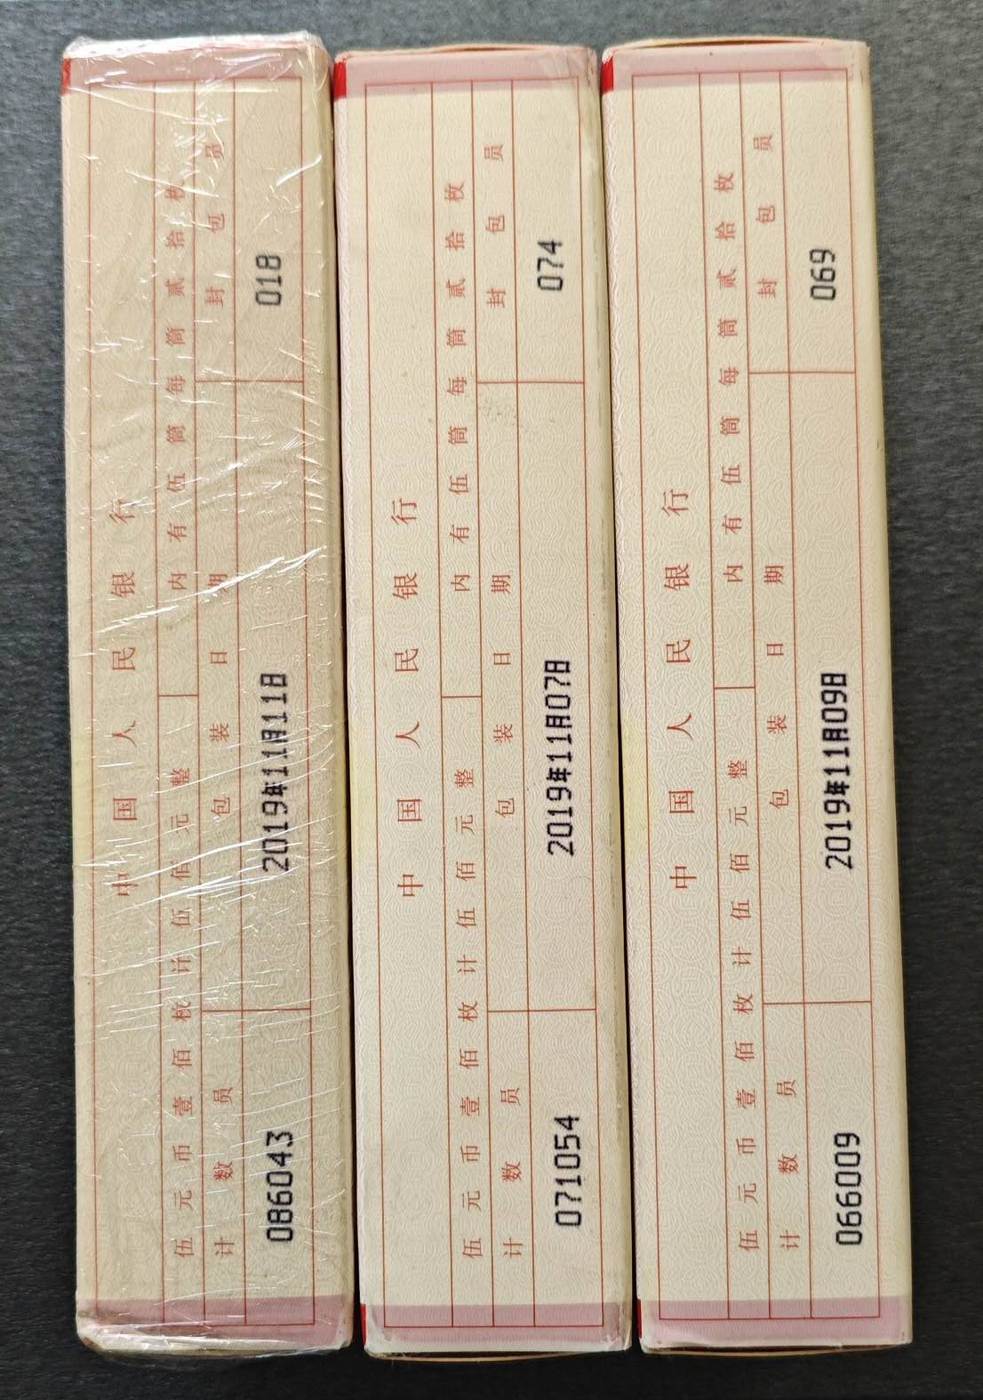 中国人民银行
伍元币壹佰枚计伍佰元整 内有伍筒每筒贰拾枚
计数员 包装日期 封包员
086043 2019年11月11日 018
中国人民银行
伍元币壹佰枚计伍佰元整 内有伍筒每筒贰拾枚
计数员 包装日期 封包员
071054 2019年11月07日 074
中国人民银行
伍元币壹佰枚计伍佰元整 内有伍筒每筒贰拾枚
计数员 包装日期 封包员
066009 2019年11月09日 069